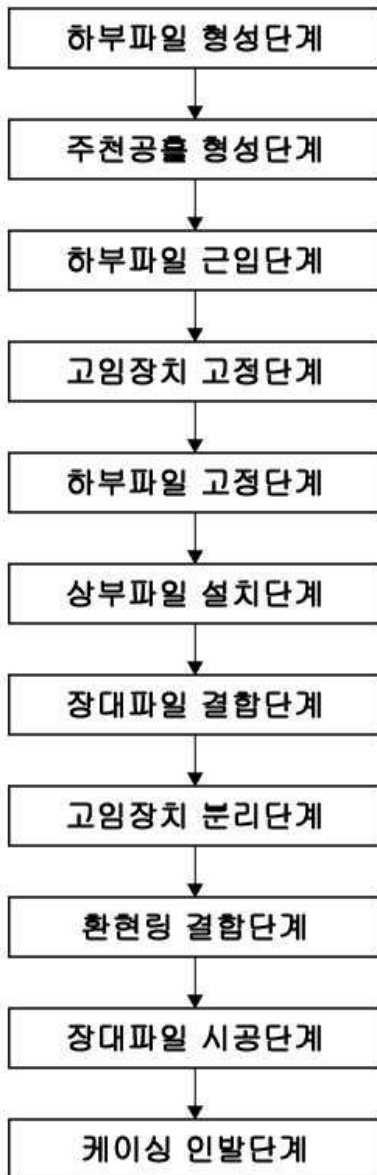 하부파일 형성단계
주천공홀 형성단계
하부파일 근입단계
고임장치 고정단계
하부파일 고정단계
상부파일 설치단계
장대파일 결합단계
고임장치 분리단계
환현링 결합단계
장대파일 시공단계
케이싱 인발단계